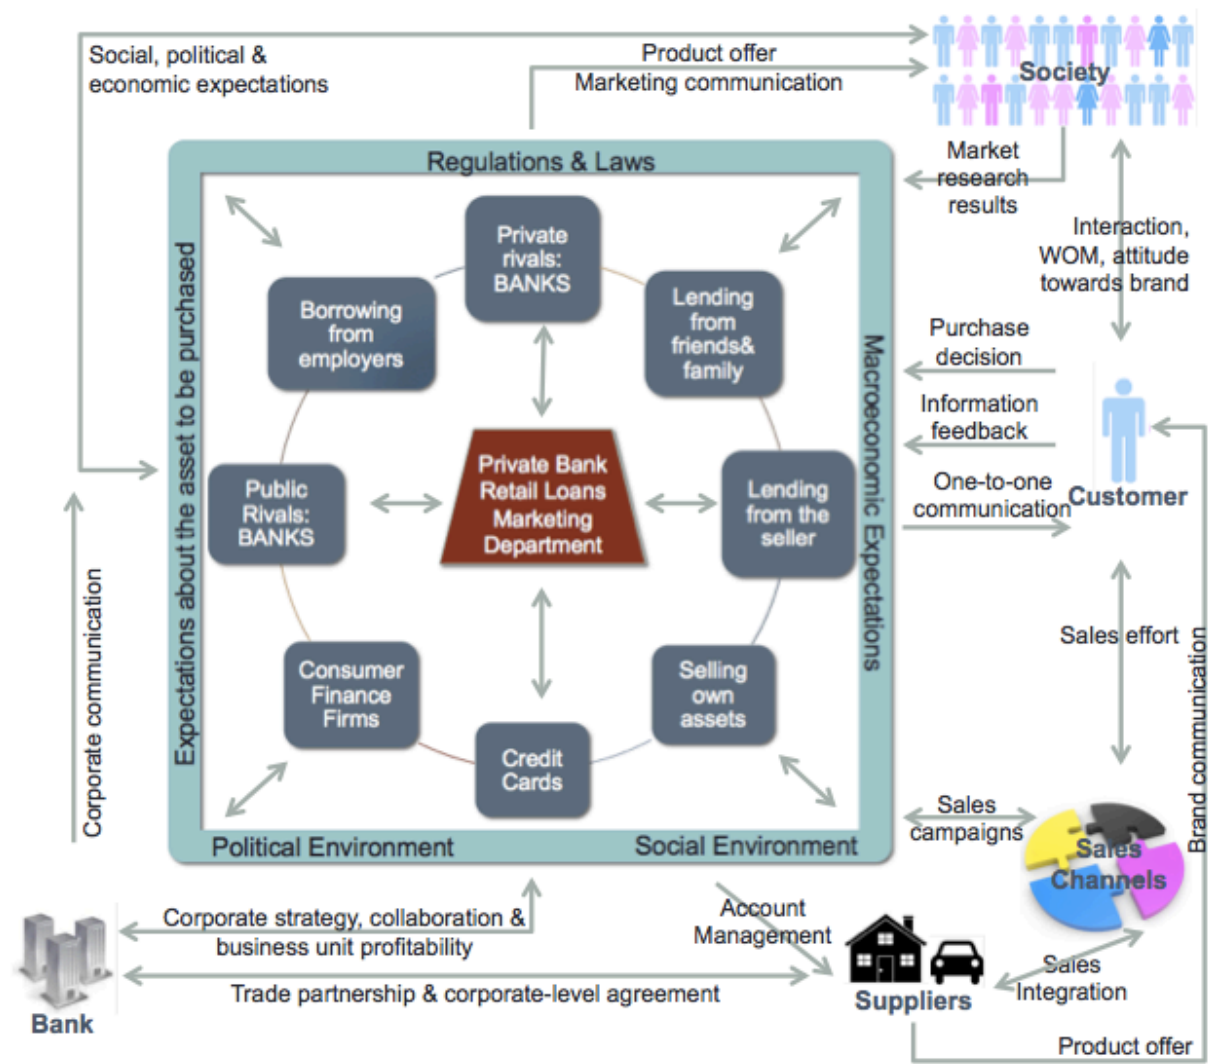 Social, political &
economic expectations
Product offer
Marketing communication
Society
Market
research
results
Interaction,
WOM, attitude
towards brand
Regulations & Laws
Expectations about the asset to be purchased
Macroeconomic Expectations
Political Environment
Social Environment
Private
rivals:
BANKS
Borrowing
from
employers
Lending
from
friends&
family
Public
Rivals:
BANKS
Private Bank
Retail Loans
Marketing
Department
Lending
from the
seller
Consumer
Finance
Firms
Selling
own
assets
Credit
Cards
Purchase
decision
Information
feedback
One-to-one
communication
Customer
Sales effort
Brand communication
Corporate communication
Sales
campaigns
Sales
Channels
Corporate strategy, collaboration &
business unit profitability
Account
Management
Trade partnership & corporate-level agreement
Bank
Suppliers
Sales
Integration
Product offer